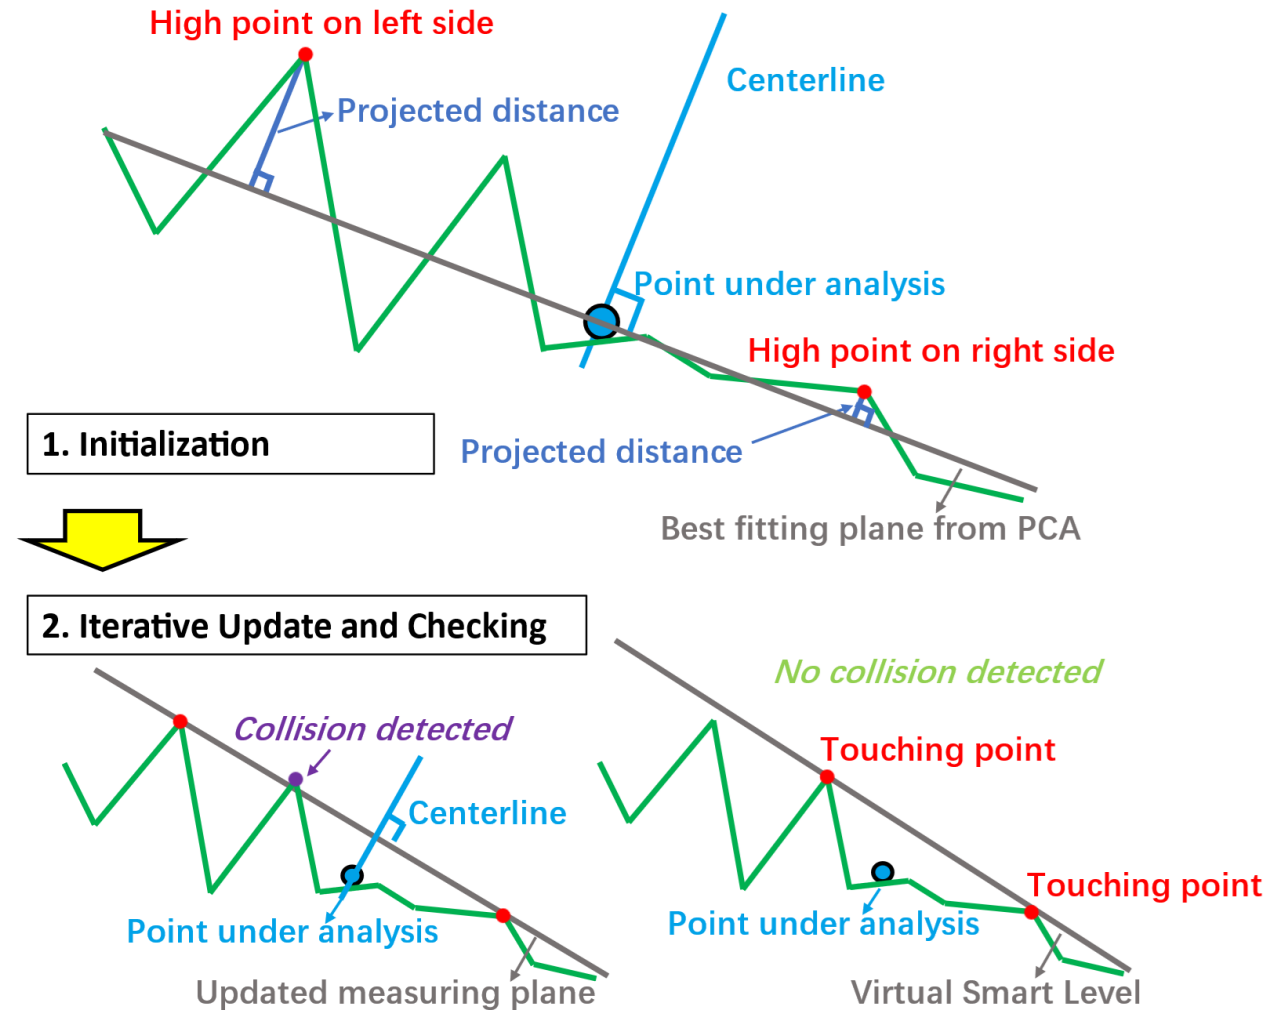 High point on left side
Centerline
Projected distance
Point under analysis
High point on right side
1. Initialization
Projected distance
Best fitting plane from PCA
2. Iterative Update and Checking
No collision detected
Collision detected
Touching point
Centerline
Touching point
Point under analysis
Point under analysis
Updated measuring plane
Virtual Smart Level